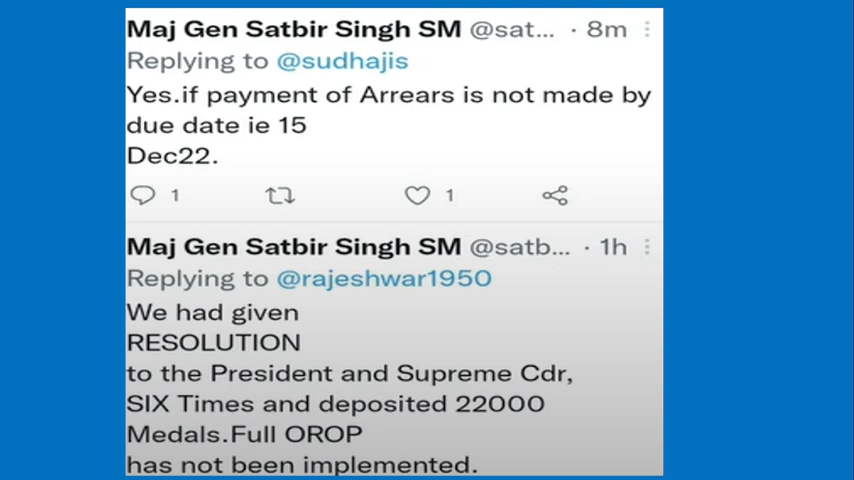 Maj Gen Satbir Singh SM @sat... · 8m
Replying to @sudhajis
Yes.if payment of Arrears is not made by
due date ie 15
Dec22.
1 1
Maj Gen Satbir Singh SM @satb... · 1h
Replying to @rajeshwar1950
We had given
RESOLUTION
to the President and Supreme Cdr,
SIX Times and deposited 22000
Medals.Full OROP
has not been implemented.